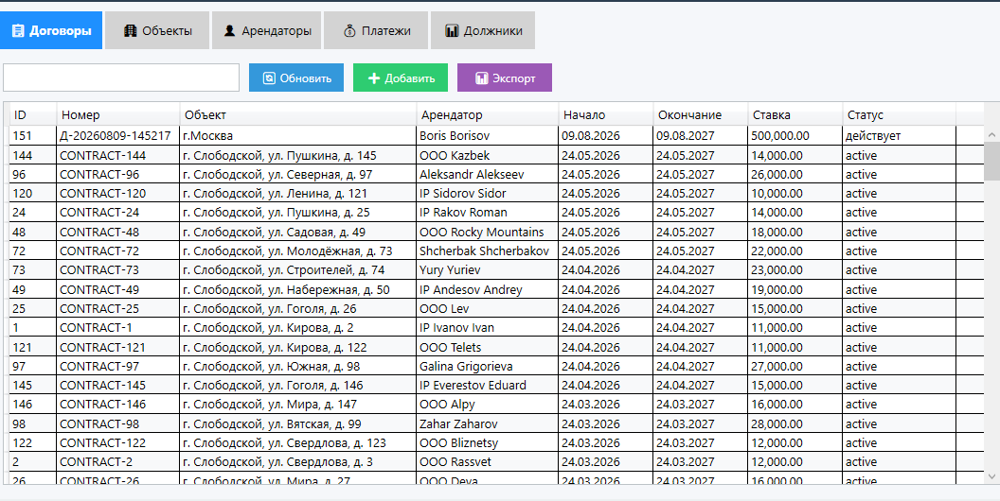 Договоры Объекты Арендаторы Платежи Должники
Обновить Добавить Экспорт
ID Номер Объект Арендатор Начало Окончание Ставка Статус
151 Д-20260809-145217 г.Москва Boris Borisov 09.08.2026 09.08.2027 500,000.00 действует
144 CONTRACT-144 г. Слободской, ул. Пушкина, д. 145 OOO Kazbek 24.05.2026 24.05.2027 14,000.00 active
96 CONTRACT-96 г. Слободской, ул. Северная, д. 97 Aleksandr Alekseev 24.05.2026 24.05.2027 26,000.00 active
120 CONTRACT-120 г. Слободской, ул. Ленина, д. 121 IP Sidorov Sidor 24.05.2026 24.05.2027 10,000.00 active
24 CONTRACT-24 г. Слободской, ул. Пушкина, д. 25 IP Rakov Roman 24.05.2026 24.05.2027 14,000.00 active
48 CONTRACT-48 г. Слободской, ул. Садовая, д. 49 OOO Rocky Mountains 24.05.2026 24.05.2027 18,000.00 active
72 CONTRACT-72 г. Слободской, ул. Молодёжная, д. 73 Shcherbak Shcherbakov 24.05.2026 24.05.2027 22,000.00 active
73 CONTRACT-73 г. Слободской, ул. Строителей, д. 74 Yury Yuriev 24.04.2026 24.04.2027 23,000.00 active
49 CONTRACT-49 г. Слободской, ул. Набережная, д. 50 IP Andesov Andrey 24.04.2026 24.04.2027 19,000.00 active
25 CONTRACT-25 г. Слободской, ул. Гоголя, д. 26 OOO Lev 24.04.2026 24.04.2027 15,000.00 active
1 CONTRACT-1 г. Слободской, ул. Кирова, д. 2 IP Ivanov Ivan 24.04.2026 24.04.2027 11,000.00 active
121 CONTRACT-121 г. Слободской, ул. Кирова, д. 122 OOO Telets 24.04.2026 24.04.2027 11,000.00 active
97 CONTRACT-97 г. Слободской, ул. Южная, д. 98 Galina Grigorieva 24.04.2026 24.04.2027 27,000.00 active
145 CONTRACT-145 г. Слободской, ул. Гоголя, д. 146 IP Everestov Eduard 24.04.2026 24.04.2027 15,000.00 active
146 CONTRACT-146 г. Слободской, ул. Мира, д. 147 OOO Alpy 24.03.2026 24.03.2027 16,000.00 active
98 CONTRACT-98 г. Слободской, ул. Вятская, д. 99 Zahar Zaharov 24.03.2026 24.03.2027 28,000.00 active
122 CONTRACT-122 г. Слободской, ул. Свердлова, д. 123 OOO Bliznetsy 24.03.2026 24.03.2027 12,000.00 active
2 CONTRACT-2 г. Слободской, ул. Свердлова, д. 3 OOO Rassvet 24.03.2026 24.03.2027 12,000.00 active
26 CONTRACT-26 г. Слободской, ул. Мира, д. 27 OOO Deva 24.03.2026 24.03.2027 16,000.00 active